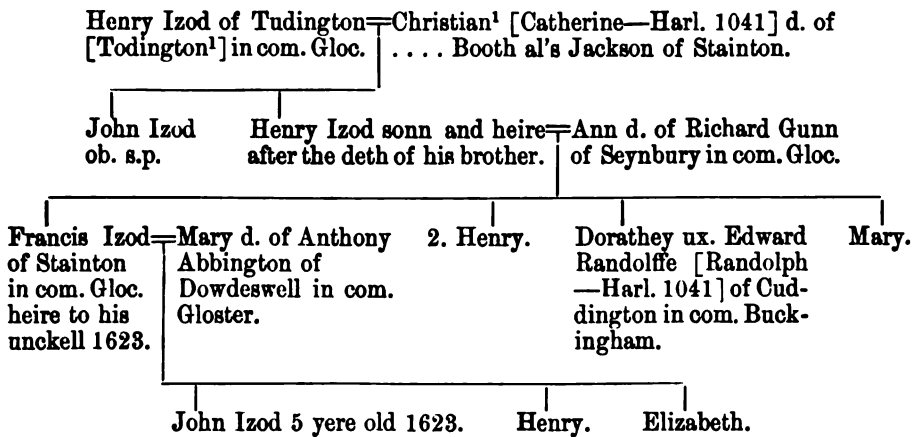 Henry Izod of Tudington=Christian¹ [Catherine—Harl. 1041] d. of
[Todington¹] in com. Gloc. .... Booth al's Jackson of Stainton.
John Izod
ob. s.p.
Henry Izod sonn and heire=Ann d. of Richard Gunn
after the deth of his brother. of Seynbury in com. Gloc.
Francis Izod=Mary d. of Anthony
of Stainton Abbington of
in com. Gloc. Dowdeswell in com.
heire to his Gloster.
unckell 1623.
2. Henry.
Dorathey ux. Edward
Randolffe [Randolph
—Harl. 1041] of Cud-
dington in com. Buck-
ingham.
Mary.
John Izod 5 yere old 1623. Henry. Elizabeth.